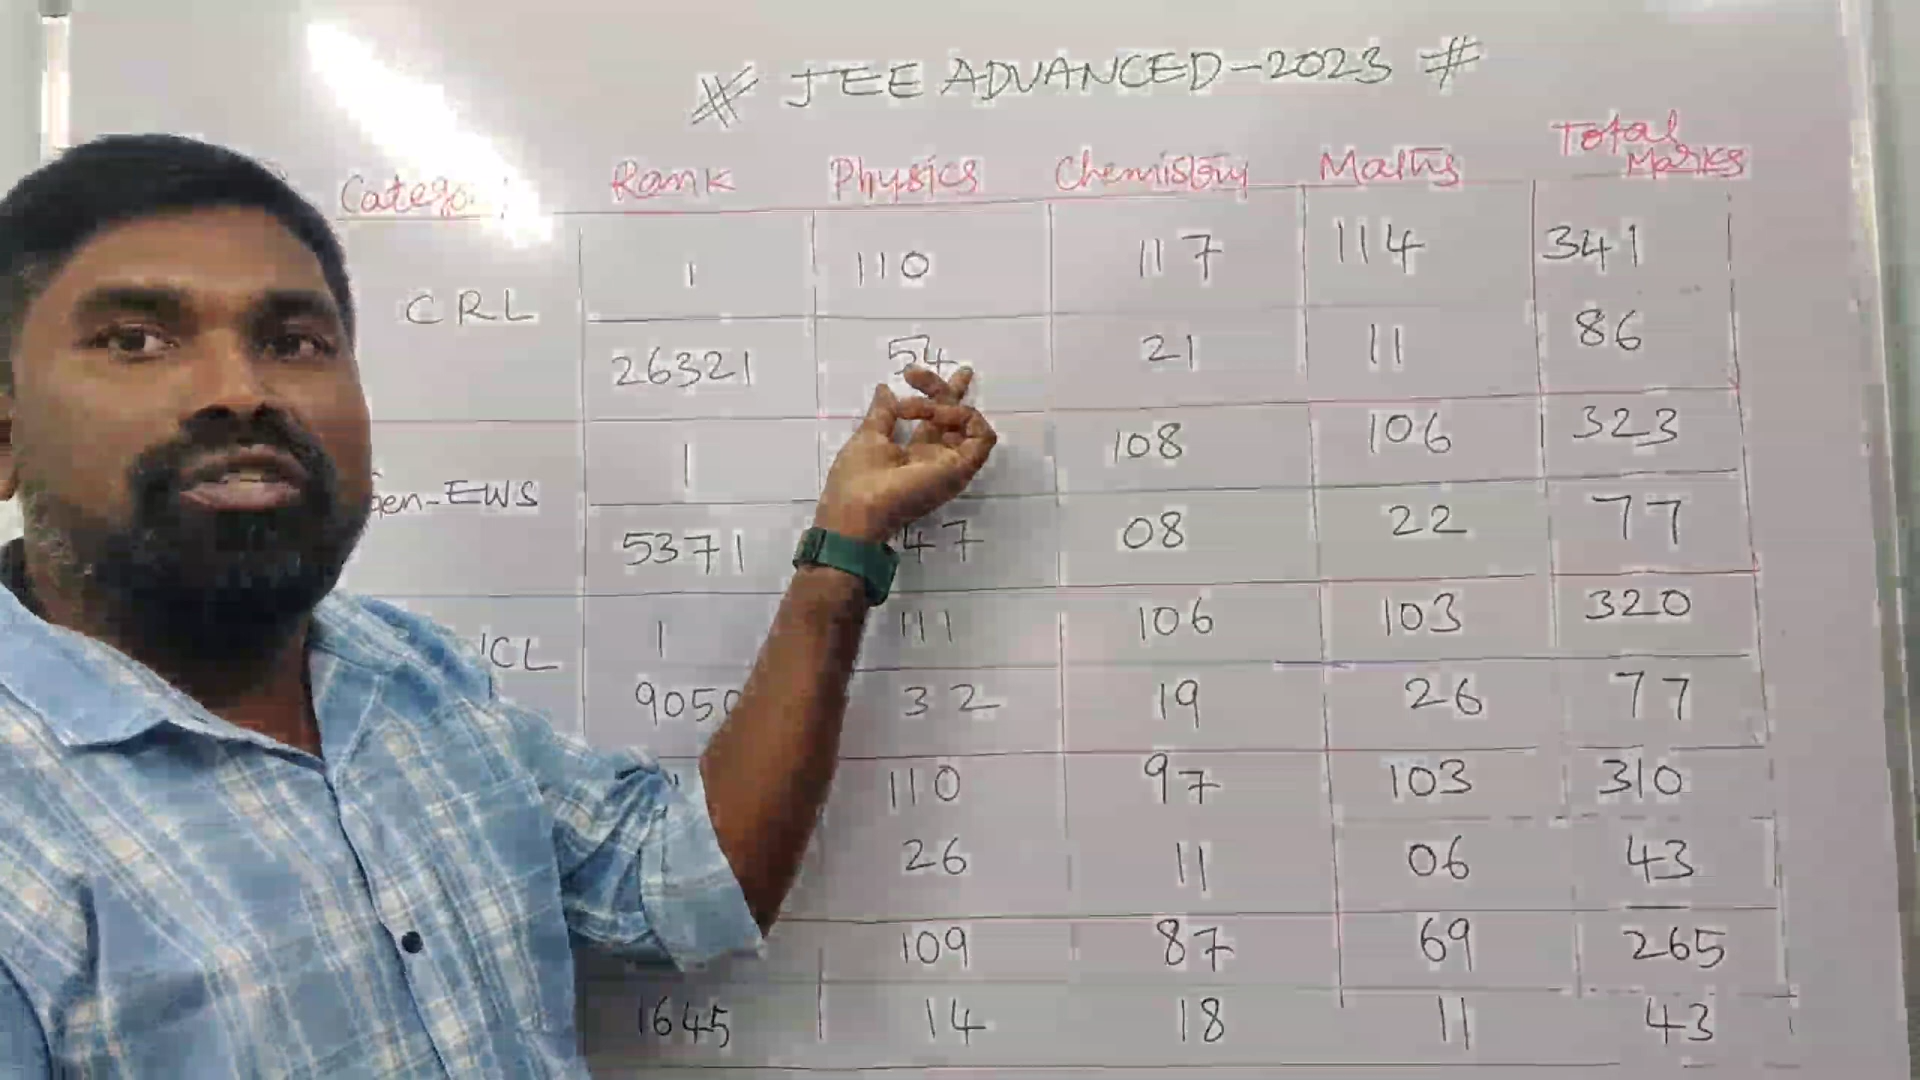 # JEE ADVANCED-2023 #
Rank Physics Chemistry Maths Total Marks
CRL 1 110 117 114 341
26321 54 21 11 86
Gen-EWS 1 108 106 323
5371 47 08 22 77
1 111 106 103 320
32 19 26 77
110 97 103 310
26 11 06 43
109 87 69 265
1645 14 18 11 43